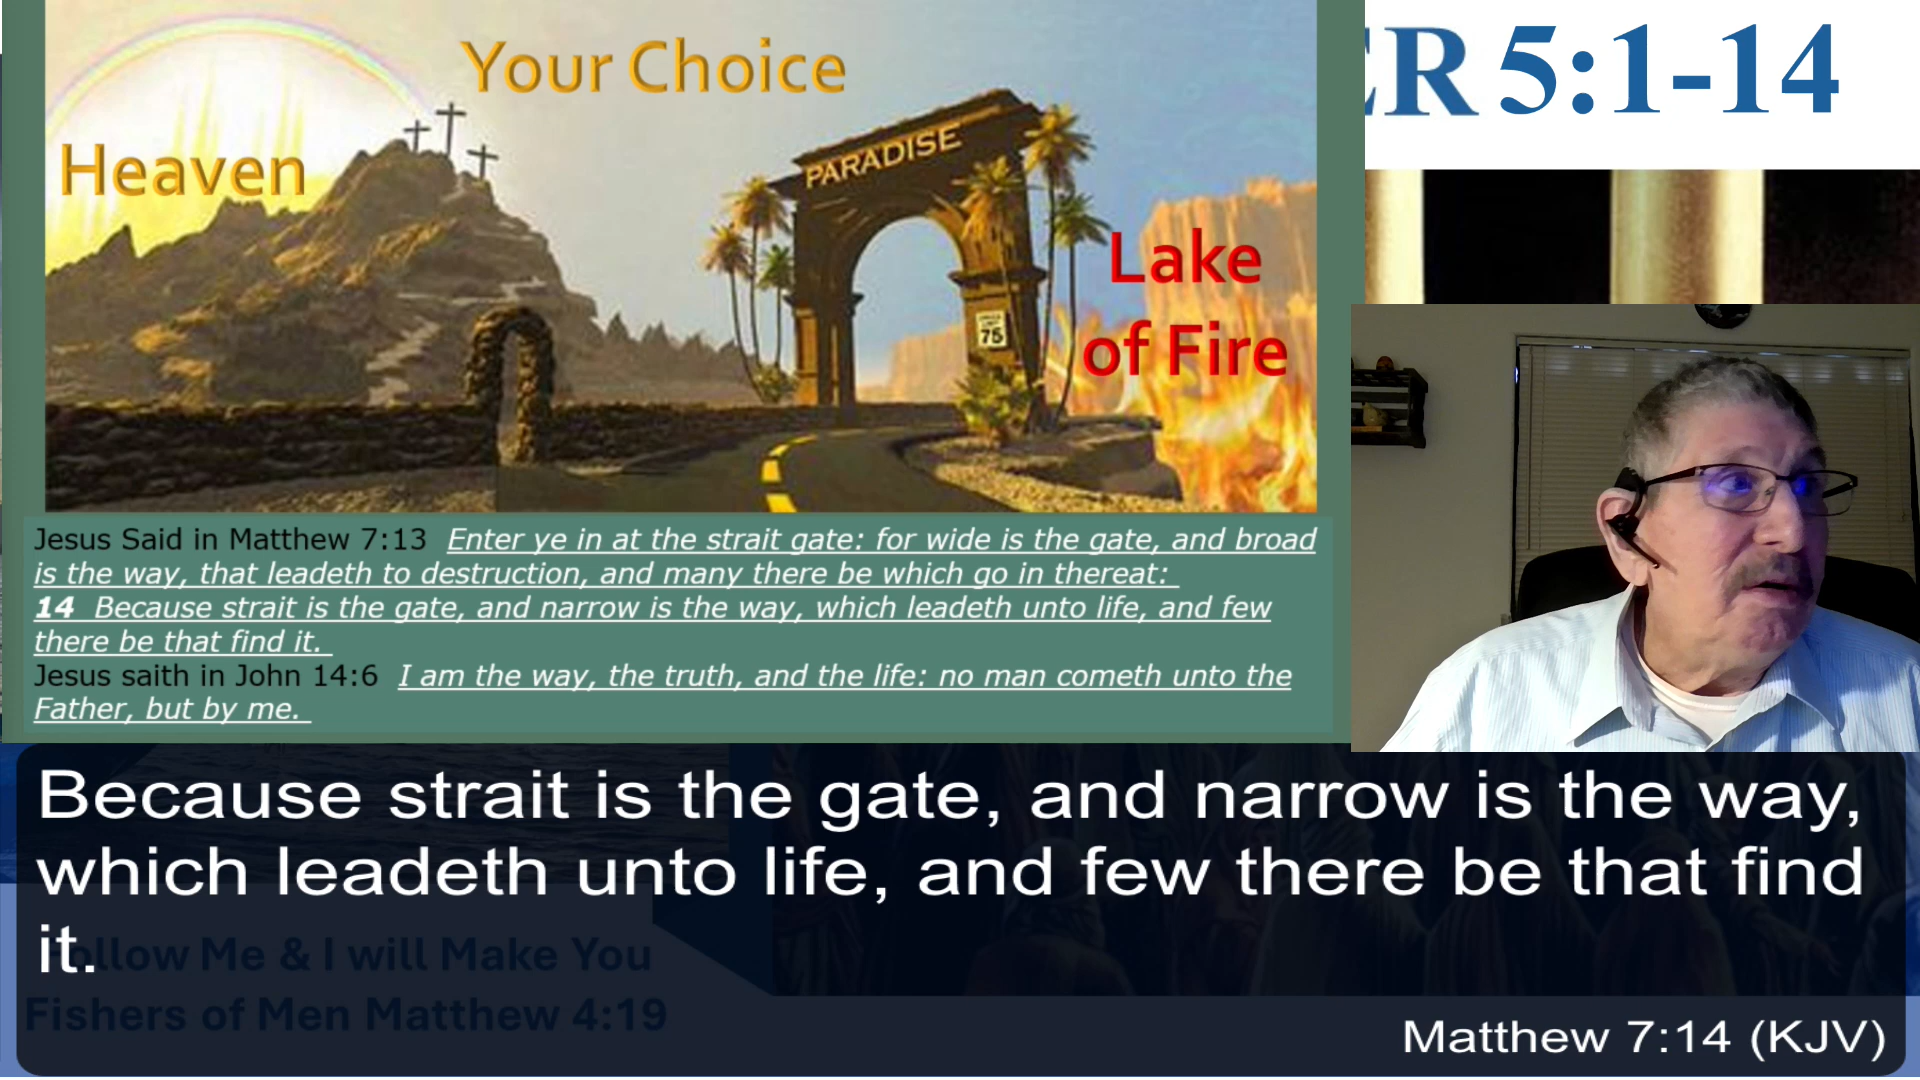 Your Choice
Heaven
PARADISE
Lake
of Fire
75
ER 5:1-14
Jesus Said in Matthew 7:13 Enter ye in at the strait gate: for wide is the gate, and broad
is the way, that leadeth to destruction, and many there be which go in thereat:
14 Because strait is the gate, and narrow is the way, which leadeth unto life, and few
there be that find it.
Jesus saith in John 14:6 I am the way, the truth, and the life: no man cometh unto the
Father, but by me.
Because strait is the gate, and narrow is the way,
which leadeth unto life, and few there be that find
it.
Follow Me & I will Make You
Fishers of Men Matthew 4:19
Matthew 7:14 (KJV)